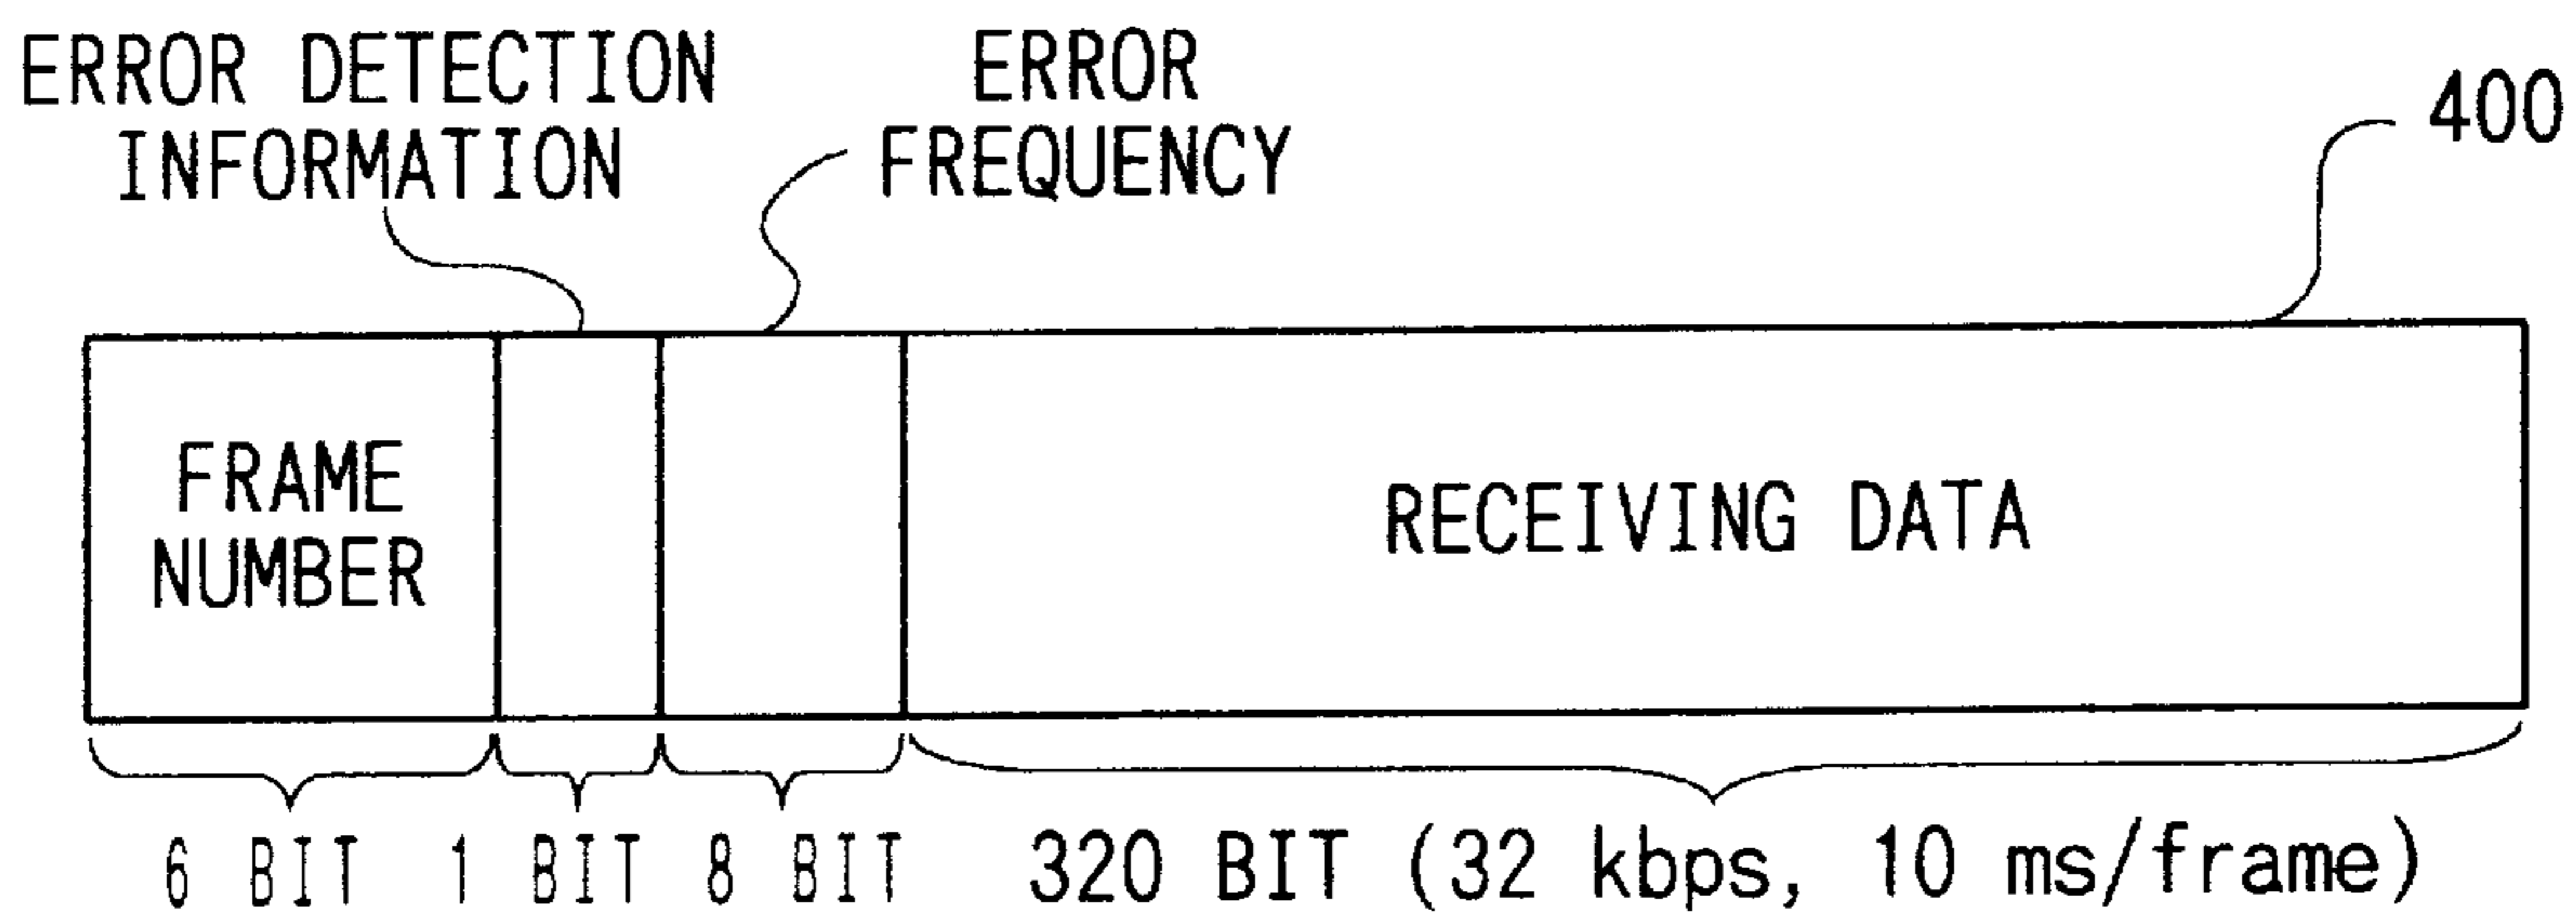 ERROR DETECTION
INFORMATION
ERROR
FREQUENCY
400
FRAME
NUMBER
RECEIVING DATA
6 BIT
1 BIT
8 BIT
320 BIT (32 kbps, 10 ms/frame)